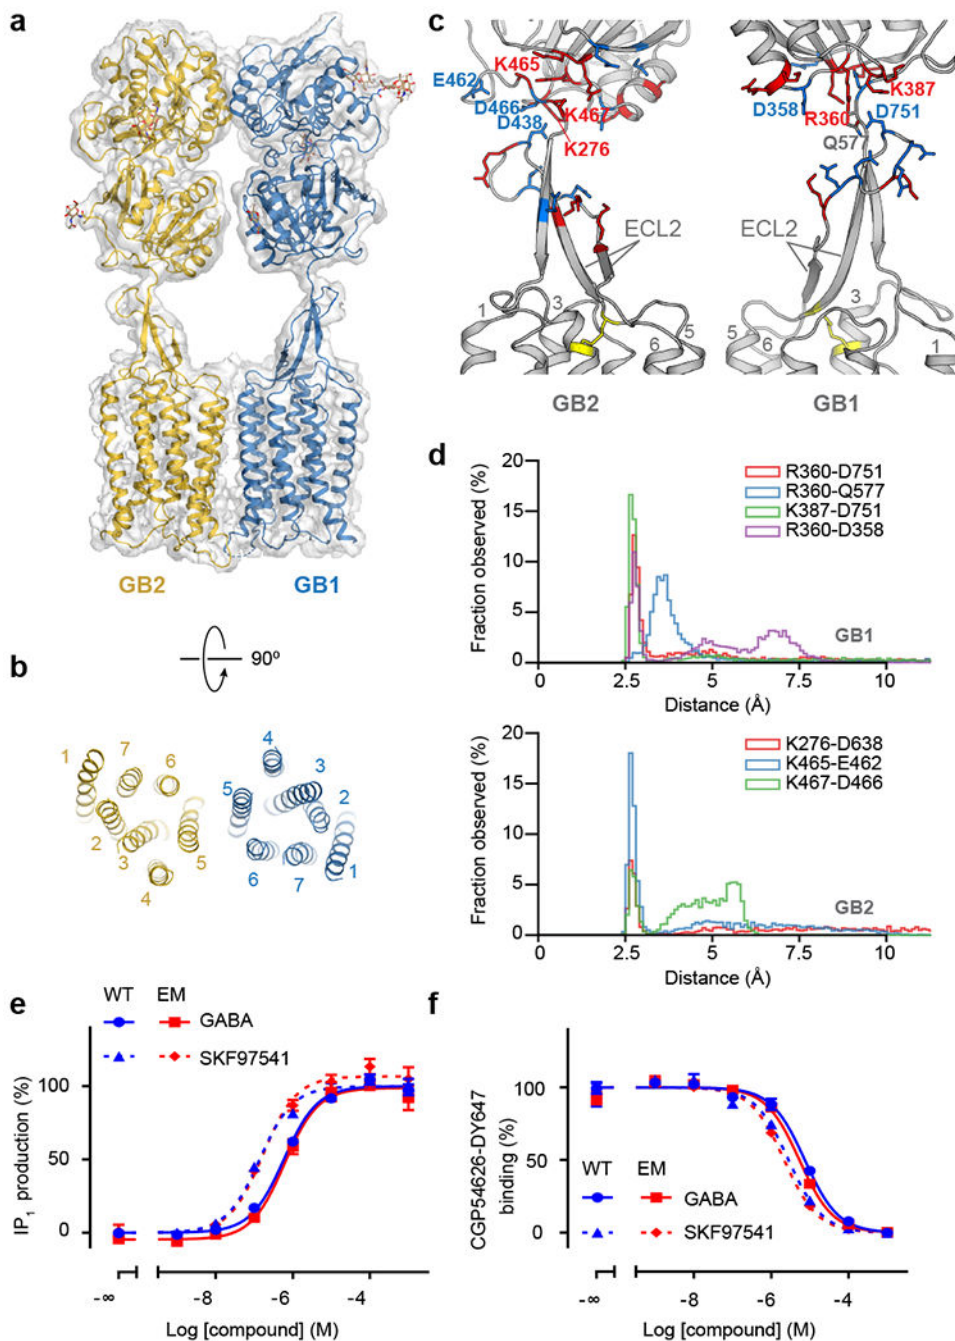 a
GB2
GB1
b
90º
1
7
6
2
3
5
4
4
3
5
2
6
7
1
c
K465
E462
D466
K467
D438
K276
ECL2
1
3
5
6
GB2
K387
D358
D751
R360
Q57
ECL2
3
5
6
1
GB1
d
20
15
10
5
0
Fraction observed (%)
R360-D751
R360-Q577
K387-D751
R360-D358
GB1
0 2.5 5 7.5 10
Distance (Å)
20
15
10
5
0
Fraction observed (%)
K276-D638
K465-E462
K467-D466
GB2
0 2.5 5 7.5 10
Distance (Å)
e
WT EM
GABA
SKF97541
100
50
0
IP1 production (%)
-∞ -8 -6 -4
Log [compound] (M)
f
100
50
0
CGP54626-DY647
binding (%)
WT EM
GABA
SKF97541
-∞ -8 -6 -4
Log [compound] (M)